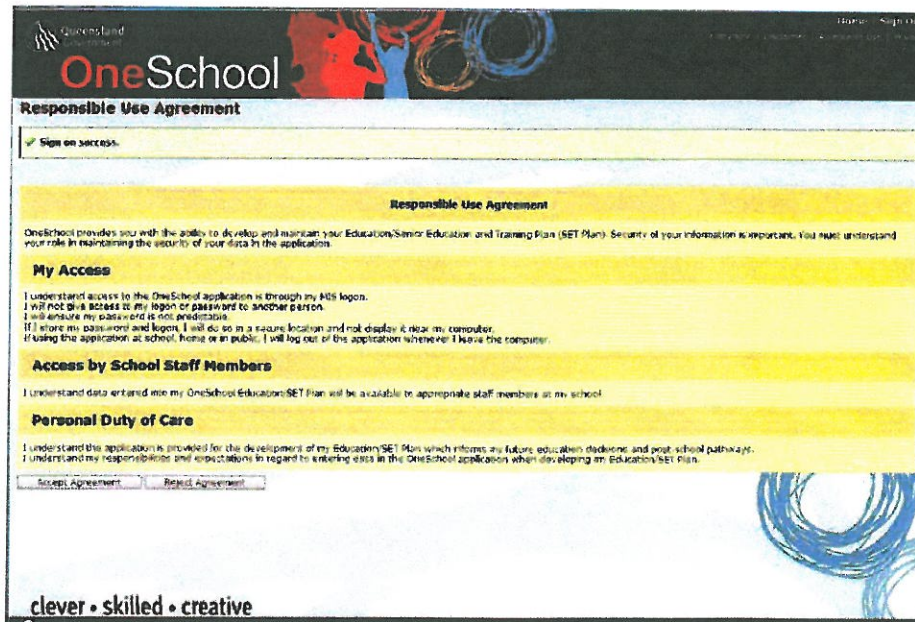 Home Sign O
Queensland
Government
OneSchool
Responsible Use Agreement
Sign on success.
Responsible Use Agreement
OneSchool provides you with the ability to develop and maintain your Education/Senior Education and Training Plan (SET Plan). Security of your information is important. You must understand
your role in maintaining the security of your data in the application.
My Access
I understand access to the OneSchool application is through my MIS logon.
I will not give access to my logon or password to another person.
I will ensure my password is not predictable.
If I store my password and logon, I will do so in a secure location and not display it near my computer.
If using the application at school, home or in public, I will log out of the application whenever I leave the computer.
Access by School Staff Members
I understand data entered into my OneSchool Education/SET Plan will be available to appropriate staff members at my school.
Personal Duty of Care
I understand the application is provided for the development of my Education/SET Plan which informs my future education decisions and post-school pathways.
I understand my responsibilities and expectations in regard to entering data in the OneSchool application when developing my Education/SET Plan.
Accept Agreement Reject Agreement
clever • skilled • creative